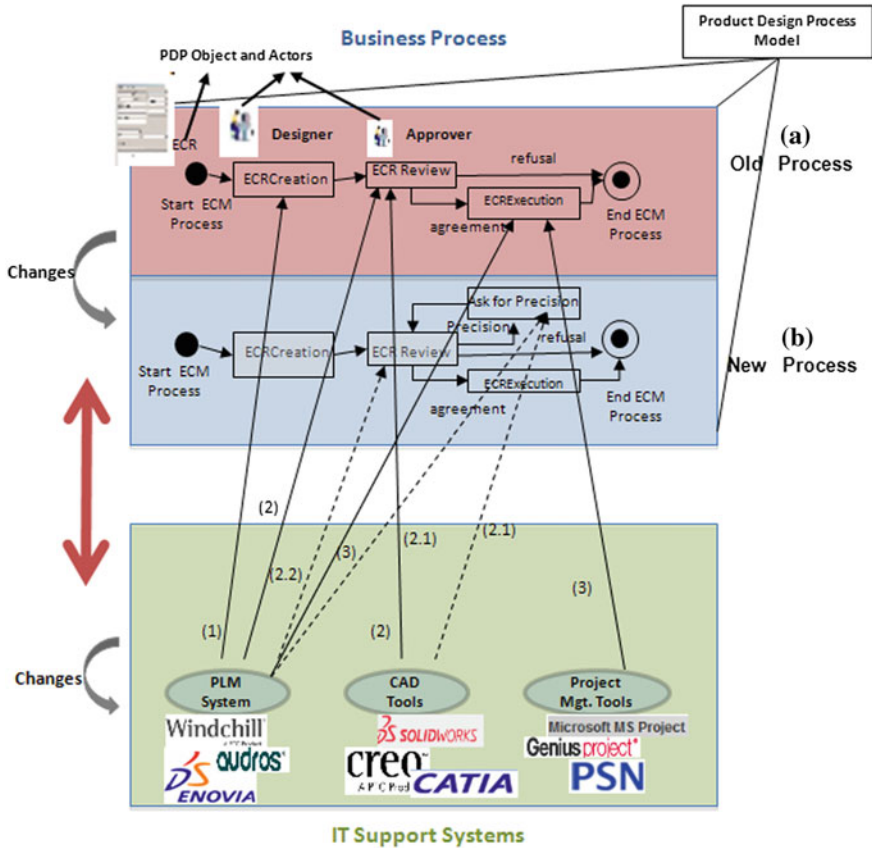 Product Design Process
Model
Business Process
PDP Object and Actors
ECR
Designer
Approver
(a)
Old Process
ECRCreation
ECR Review
refusal
ECRExecution
agreement
Start ECM
Process
End ECM
Process
Changes
Ask for Precision
Precision
(b)
New Process
ECRCreation
ECR Review
refusal
ECRExecution
agreement
Start ECM
Process
End ECM
Process
(2)
(2.1)
(2.1)
(3)
(2.2)
(3)
(1)
(2)
Changes
PLM
System
CAD
Tools
Project
Mgt. Tools
Windchill
audros
DS
ENOVIA
DS SOLIDWORKS
creo
CATIA
Microsoft MS Project
Genius project
PSN
IT Support Systems